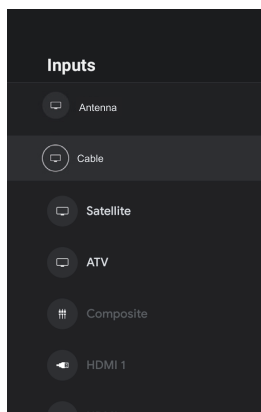 Inputs
Antenna
Cable
Satellite
ATV
Composite
HDMI 1